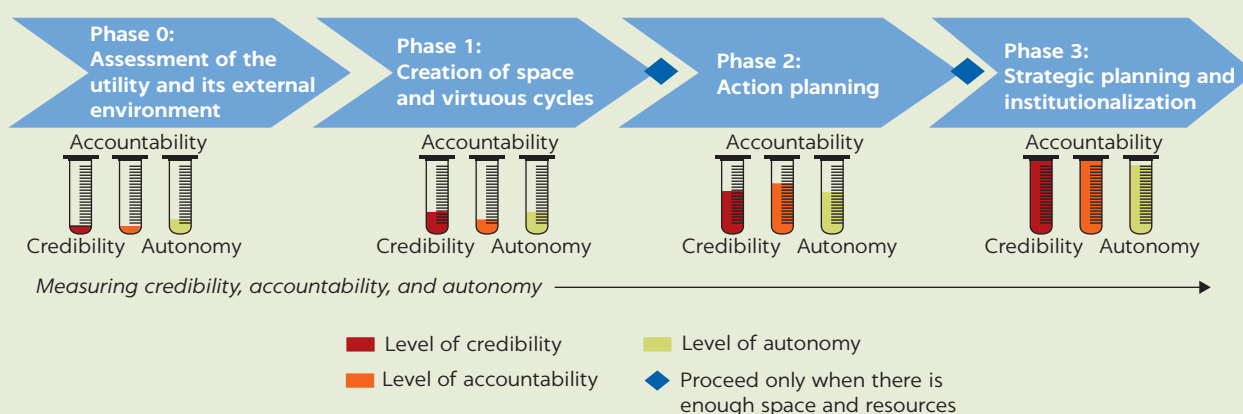 Phase 0:
Assessment of the
utility and its external
environment
Phase 1:
Creation of space
and virtuous cycles
Phase 2:
Action planning
Phase 3:
Strategic planning and
institutionalization
Accountability
Credibility Autonomy
Accountability
Credibility Autonomy
Accountability
Credibility Autonomy
Accountability
Credibility Autonomy
Measuring credibility, accountability, and autonomy
Level of credibility
Level of accountability
Level of autonomy
Proceed only when there is
enough space and resources